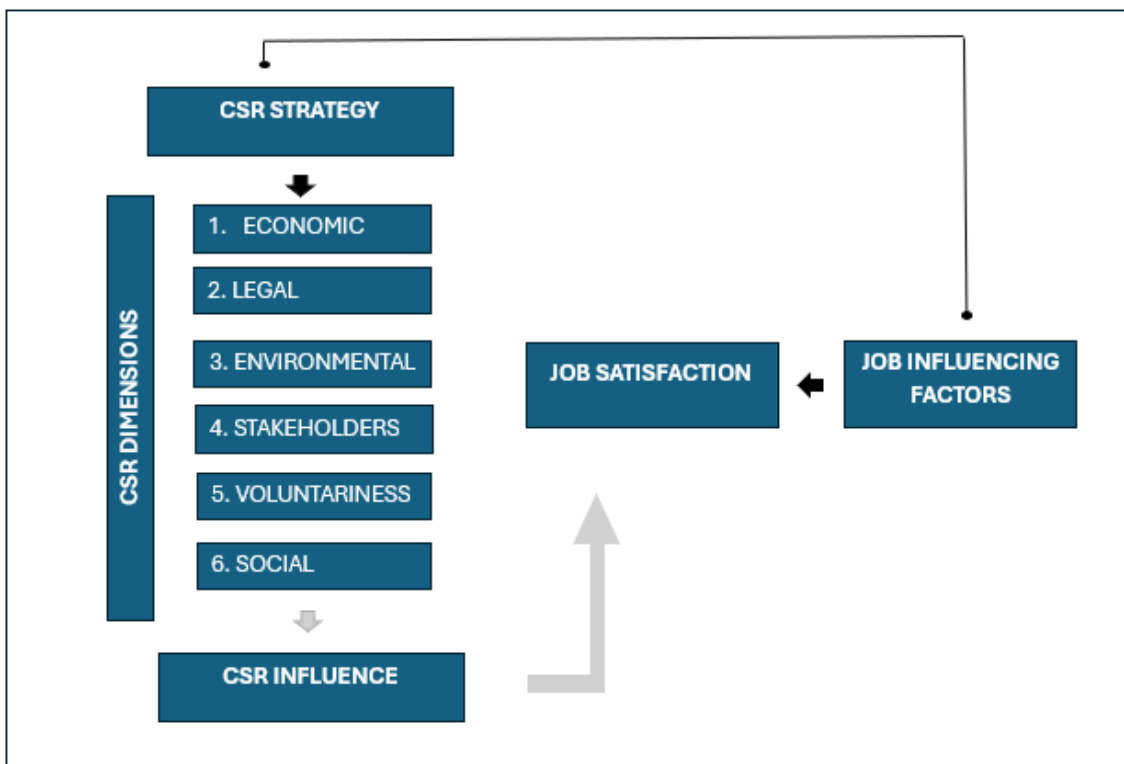 CSR STRATEGY
CSR DIMENSIONS
1. ECONOMIC
2. LEGAL
3. ENVIRONMENTAL
4. STAKEHOLDERS
5. VOLUNTARINESS
6. SOCIAL
CSR INFLUENCE
JOB SATISFACTION
JOB INFLUENCING
FACTORS